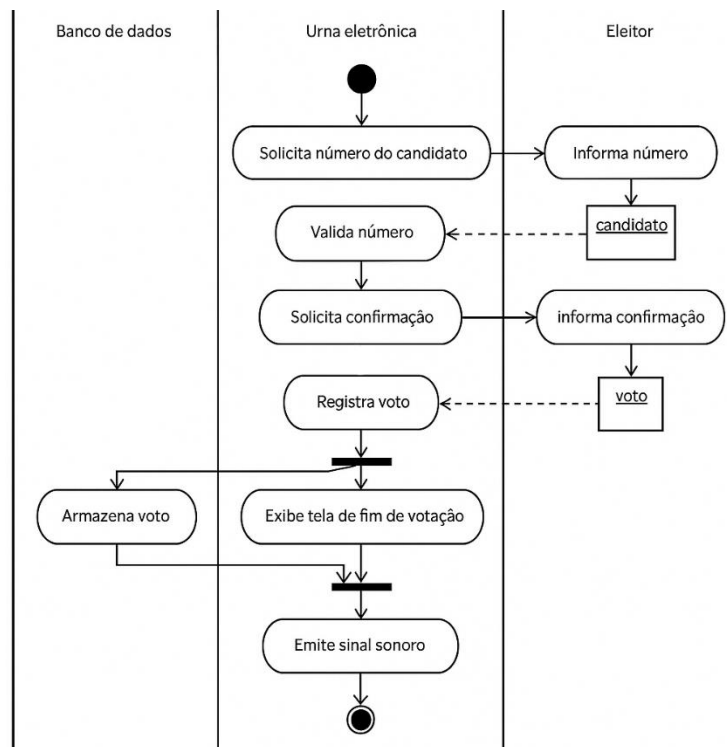 Banco de dados
Urna eletrônica
Eleitor
Solicita número do candidato
Informa número
candidato
Valida número
Solicita confirmação
informa confirmação
voto
Registra voto
Armazena voto
Exibe tela de fim de votação
Emite sinal sonoro